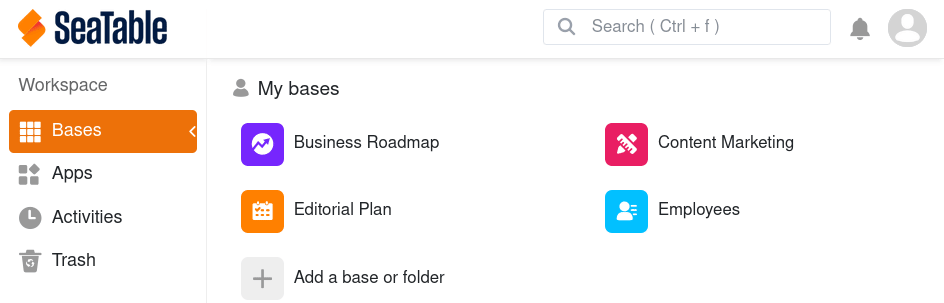 SeaTable
Search ( Ctrl + f )
Workspace
My bases
Bases
Business Roadmap
Content Marketing
Apps
Editorial Plan
Employees
Activities
Trash
Add a base or folder